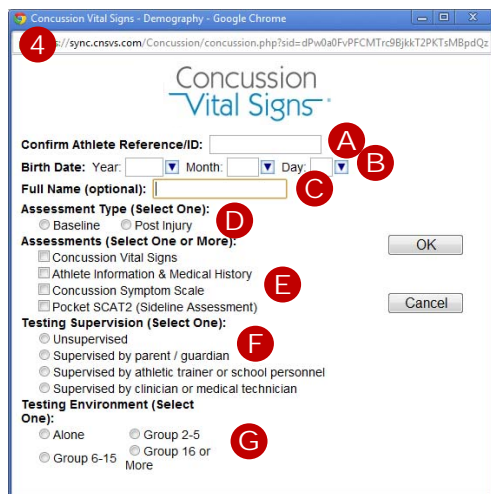 Concussion Vital Signs - Demography - Google Chrome
4 s://sync.cnsvs.com/Concussion/concussion.php?sid=dPw0a0FvPFCMTrc9BjkkT2PKTsMBpdQz
Concussion
Vital Signs
Confirm Athlete Reference/ID: A
Birth Date: Year: Month: Day: B
Full Name (optional): C
Assessment Type (Select One):
Baseline Post Injury D
Assessments (Select One or More):
OK
Concussion Vital Signs
Athlete Information & Medical History
E
Concussion Symptom Scale
Pocket SCAT2 (Sideline Assessment)
Cancel
Testing Supervision (Select One):
Unsupervised
F
Supervised by parent / guardian
Supervised by athletic trainer or school personnel
Supervised by clinician or medical technician
Testing Environment (Select
One):
Alone Group 2-5
G
Group 6-15 Group 16 or
More